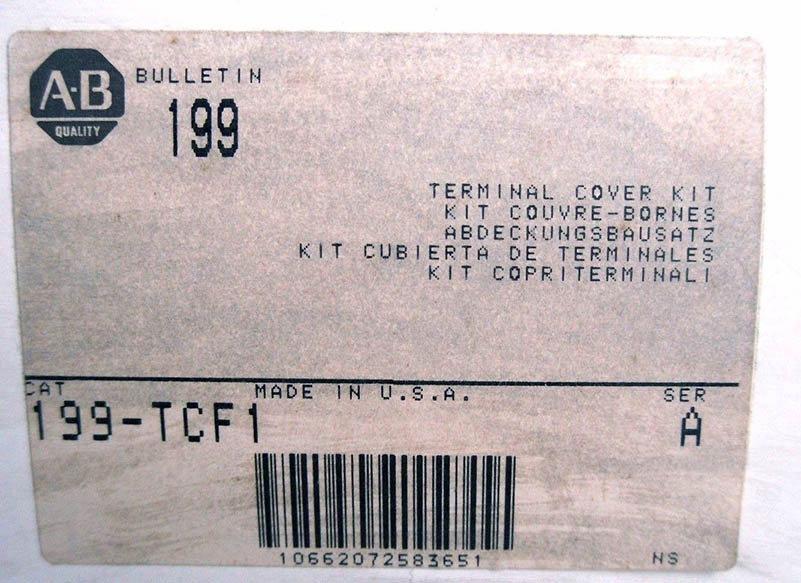 A-B
QUALITY
BULLETIN
199
TERMINAL COVER KIT
KIT COUVRE-BORNES
ABDECKUNGSBAUSATZ
KIT CUBIERTA DE TERMINALES
KIT COPRITERMINALI
CAT
MADE IN U.S.A.
SER
199-TCF1
A
10662072583651
NS